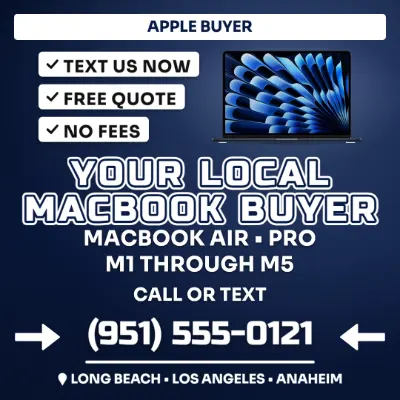 APPLE BUYER
✓ TEXT US NOW
✓ FREE QUOTE
✓ NO FEES
YOUR LOCAL
MACBOOK BUYER
MACBOOK AIR • PRO
M1 THROUGH M5
CALL OR TEXT
(951) 555-0121
LONG BEACH • LOS ANGELES • ANAHEIM